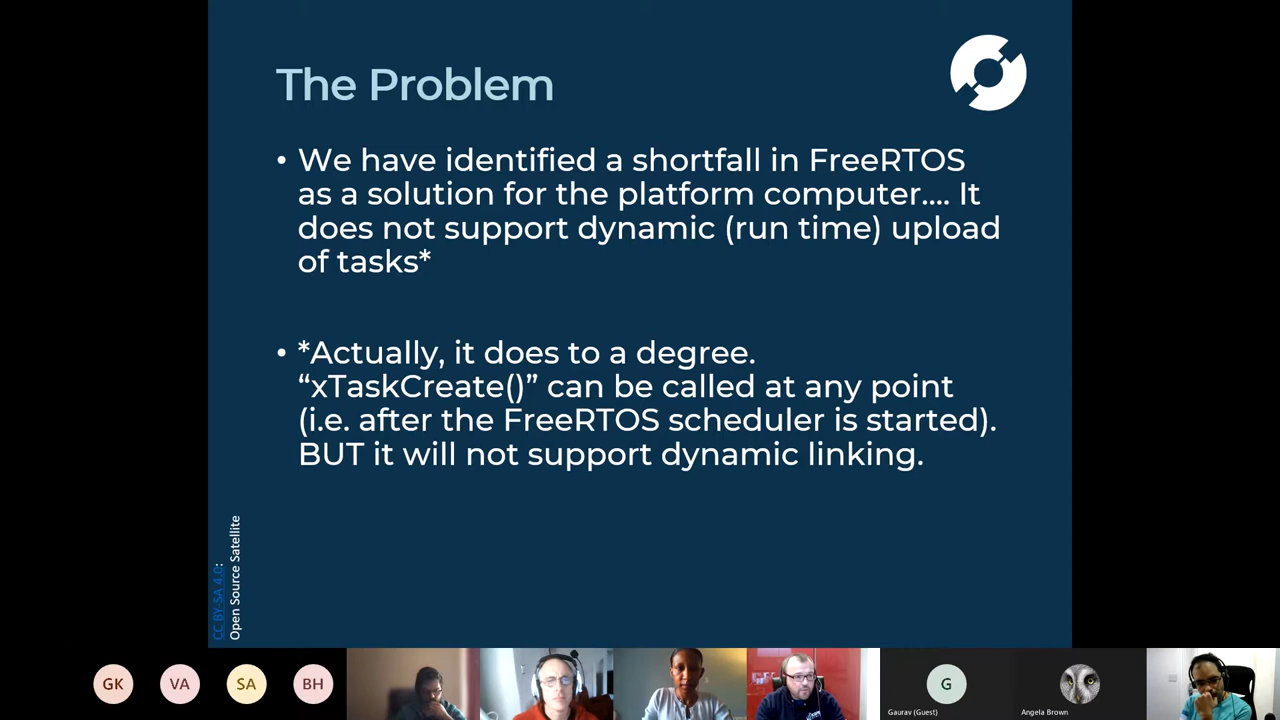 The Problem
• We have identified a shortfall in FreeRTOS
as a solution for the platform computer.... It
does not support dynamic (run time) upload
of tasks*
• *Actually, it does to a degree.
“xTaskCreate()” can be called at any point
(i.e. after the FreeRTOS scheduler is started).
BUT it will not support dynamic linking.
CC BY-SA 4.0:
Open Source Satellite
GK
VA
SA
BH
G
Gaurav (Guest)
Angela Brown